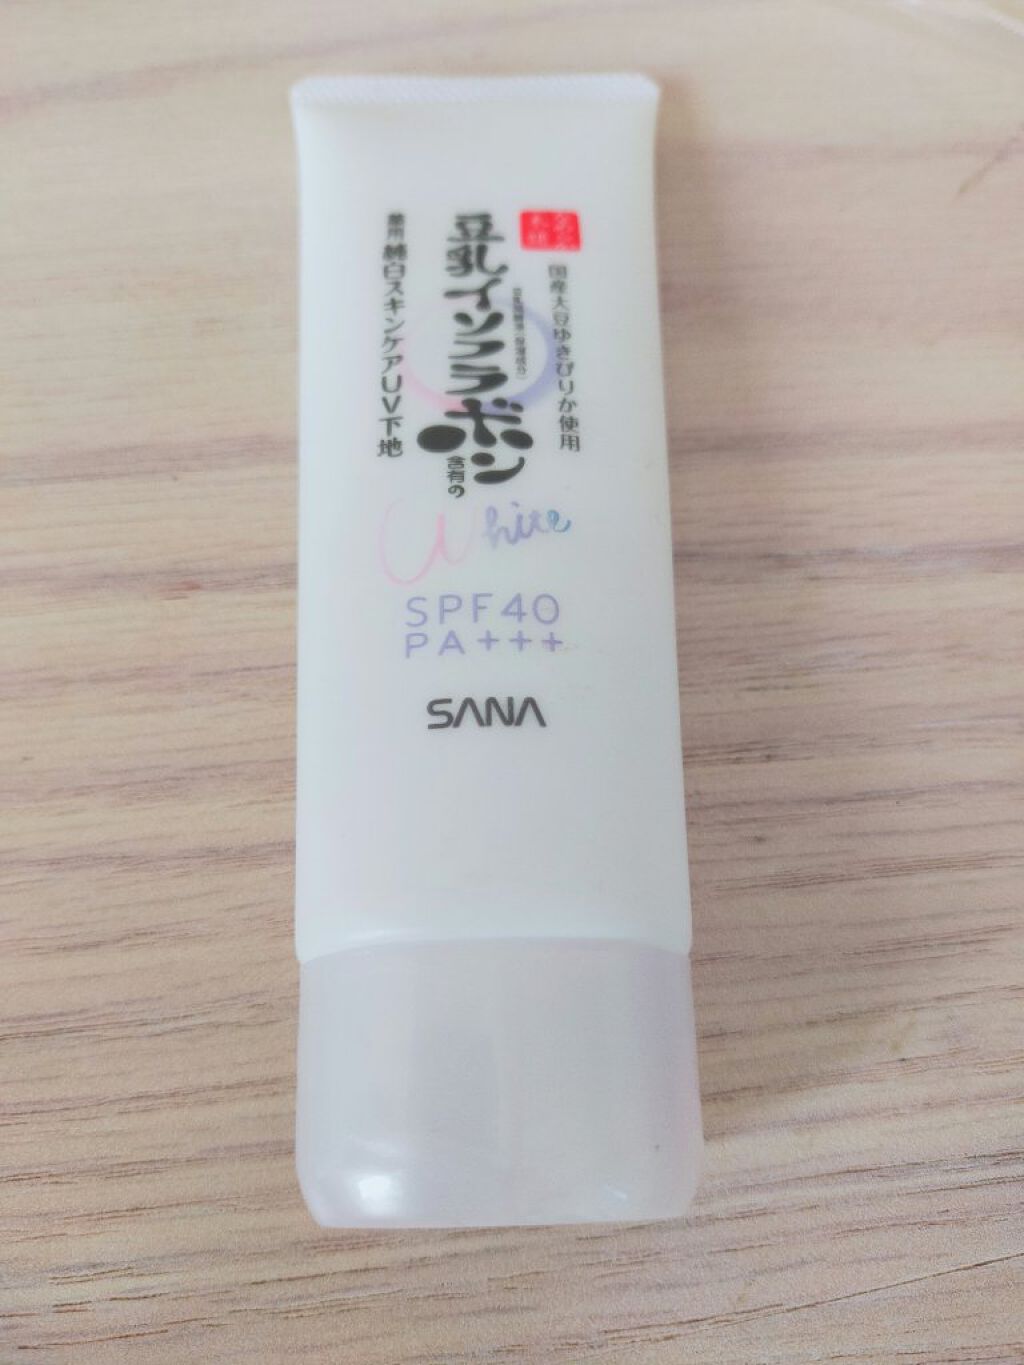 国産大豆ゆきぴりか使用
豆乳イソフラボン
含有の
薬用 純白スキンケアUV下地
White
SPF40
PA+++
SANA